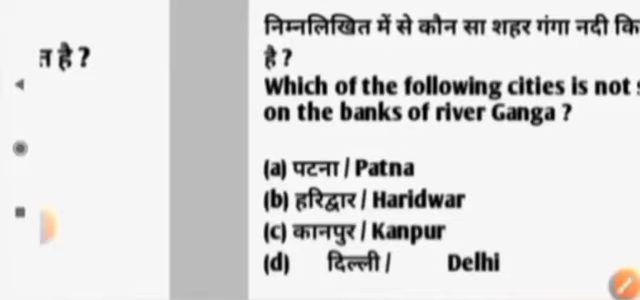 त है ?
निम्नलिखित में से कौन सा शहर गंगा नदी कि
है ?
Which of the following cities is not
on the banks of river Ganga ?
(a) पटना / Patna
(b) हरिद्वार / Haridwar
(c) कानपुर / Kanpur
(d) दिल्ली / Delhi